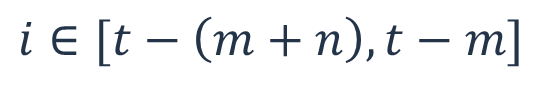 i ∈ [t − (m + n), t − m]